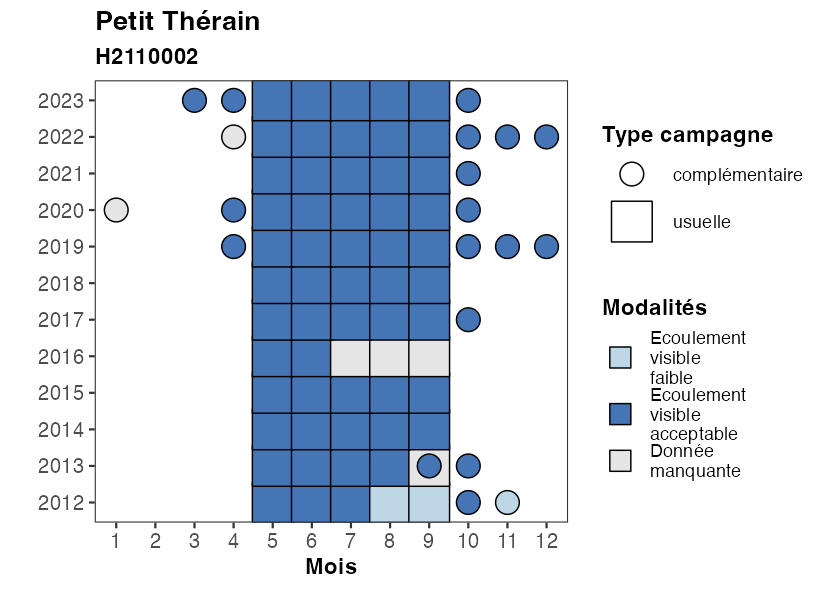 Petit Thérain
H2110002
2023
2022
2021
2020
2019
2018
2017
2016
2015
2014
2013
2012
1 2 3 4 5 6 7 8 9 10 11 12
Mois
Type campagne
complémentaire
usuelle
Modalités
Ecoulement
visible
faible
Ecoulement
visible
acceptable
Donnée
manquante